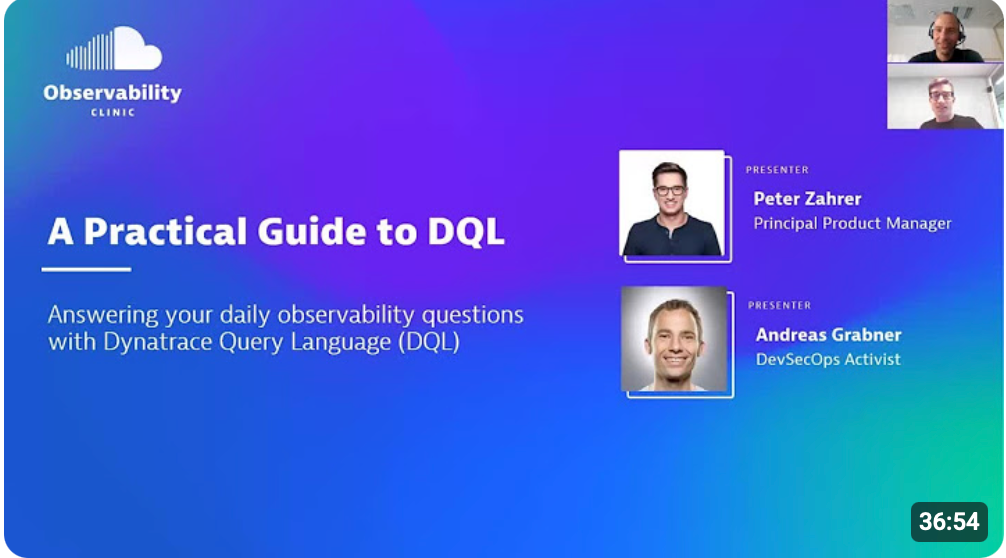 Observability
CLINIC
A Practical Guide to DQL
Answering your daily observability questions
with Dynatrace Query Language (DQL)
PRESENTER
Peter Zahrer
Principal Product Manager
PRESENTER
Andreas Grabner
DevSecOps Activist
36:54